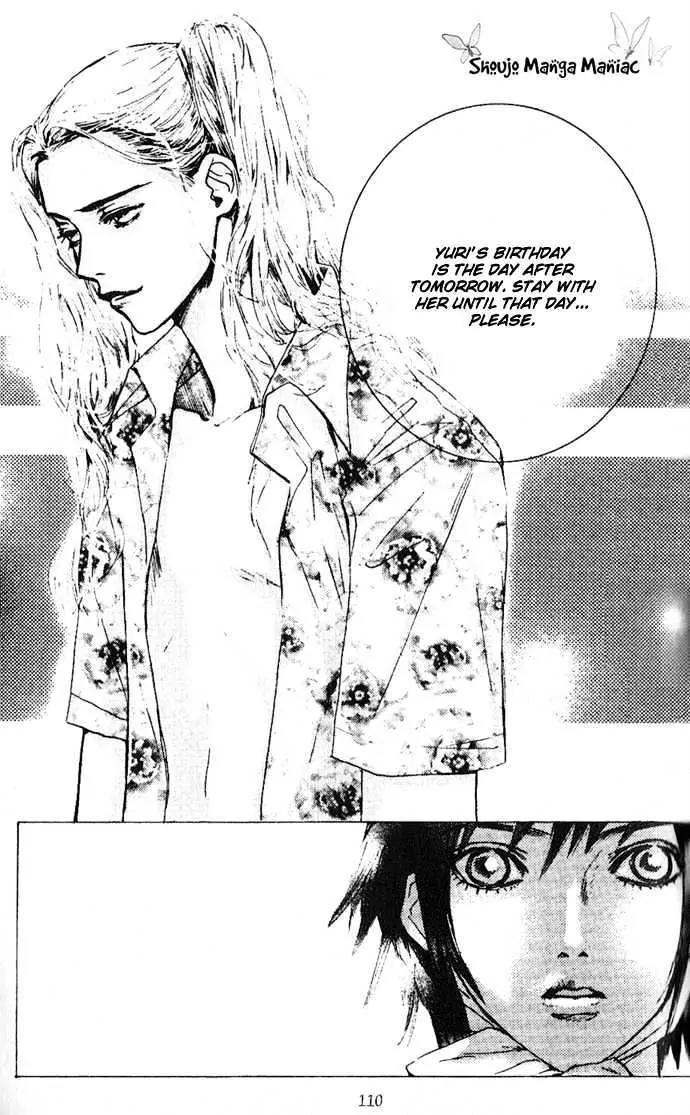 Shoujo Manga Maniac
YURI'S BIRTHDAY
IS THE DAY AFTER
TOMORROW. STAY WITH
HER UNTIL THAT DAY...
PLEASE.
110